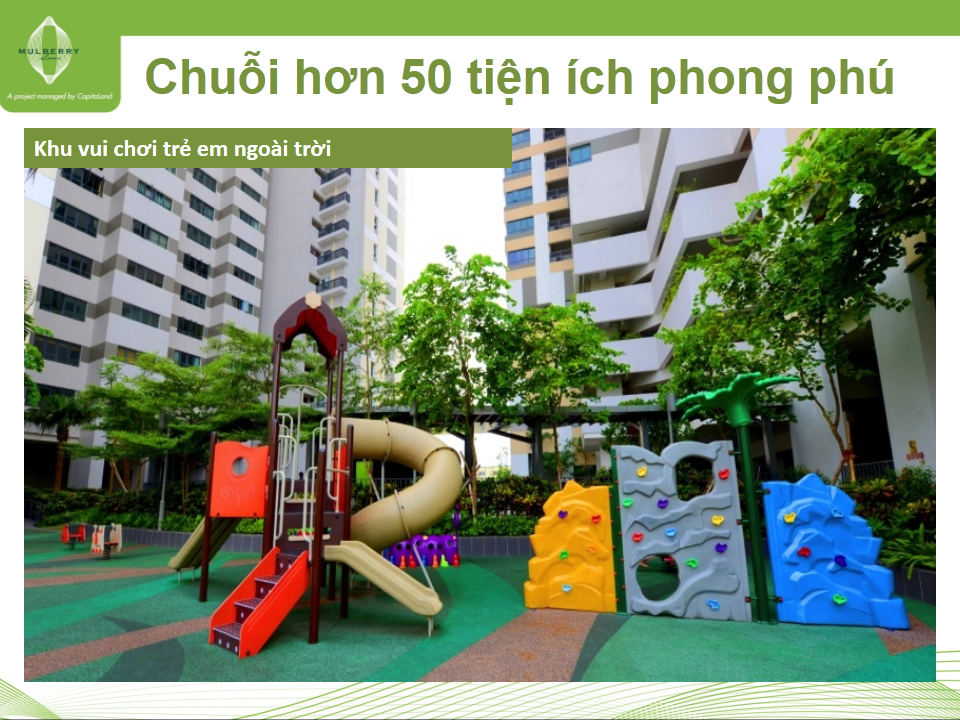 MULBERRY
A project managed by CapitaLand
Chuỗi hơn 50 tiện ích phong phú
Khu vui chơi trẻ em ngoài trời